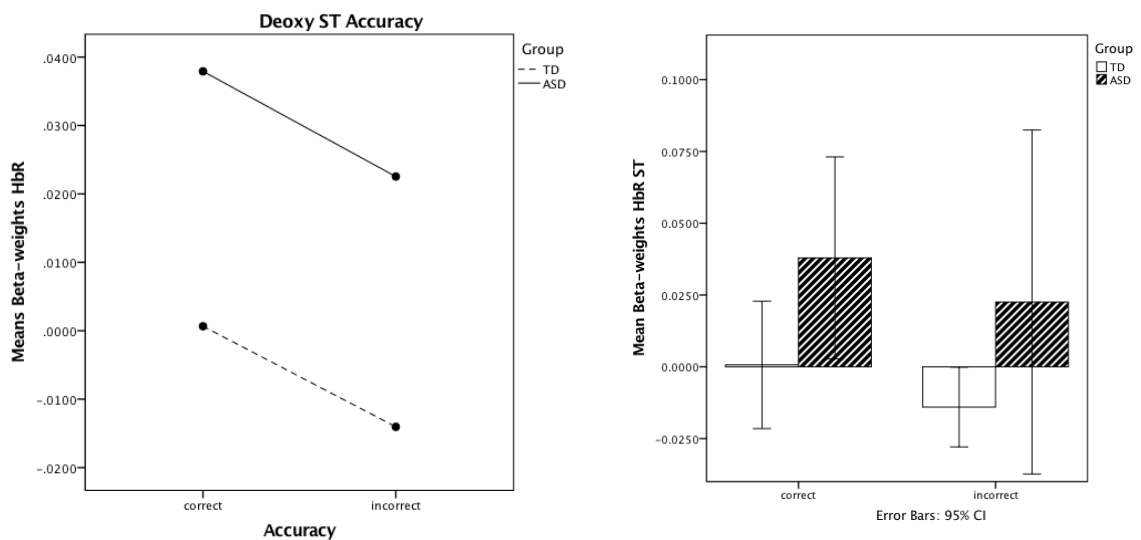 Deoxy ST Accuracy
Means Beta-weights HbR
.0400
.0300
.0200
.0100
.0000
-.0100
-.0200
correct
incorrect
Accuracy
Group
TD
ASD
Mean Beta-weights HbR ST
0.1000
0.0750
0.0500
0.0250
0.0000
-0.0250
correct
incorrect
Error Bars: 95% CI
Group
TD
ASD